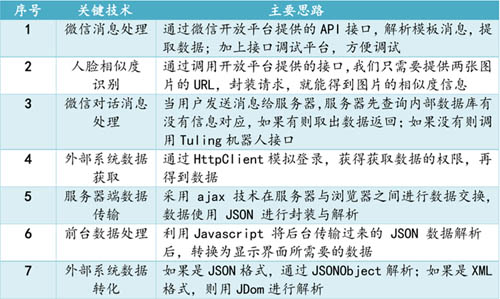 序号 关键技术 主要思路
1 微信消息处理 通过微信开放平台提供的 API 接口，解析模板消息，提
取数据；加上接口调试平台，方便调试
2 人脸相似度
识别 通过调用开放平台提供的接口，我们只需要提供两张图
片的 URL，封装请求，就能得到图片的相似度信息
3 微信对话消息
处理 当用户发送消息给服务器，服务器先查询内部数据库有
没有信息对应，如果有则取出数据返回；如果没有则调
用 Tuling 机器人接口
4 外部系统数据
获取 通过 HttpClient 模拟登录，获得获取数据的权限，再
得到数据
5 服务器端数据
传输 采用 ajax 技术在服务器与浏览器之间进行数据交换，
数据使用 JSON 进行封装与解析
6 前台数据处理 利用 Javascript 将后台传输过来的 JSON 数据解析
后，转换为显示界面所需要的数据
7 外部系统数据
转化 如果是 JSON 格式，通过 JSONObject 解析；如果是 XML
格式，则用 JDom 进行解析